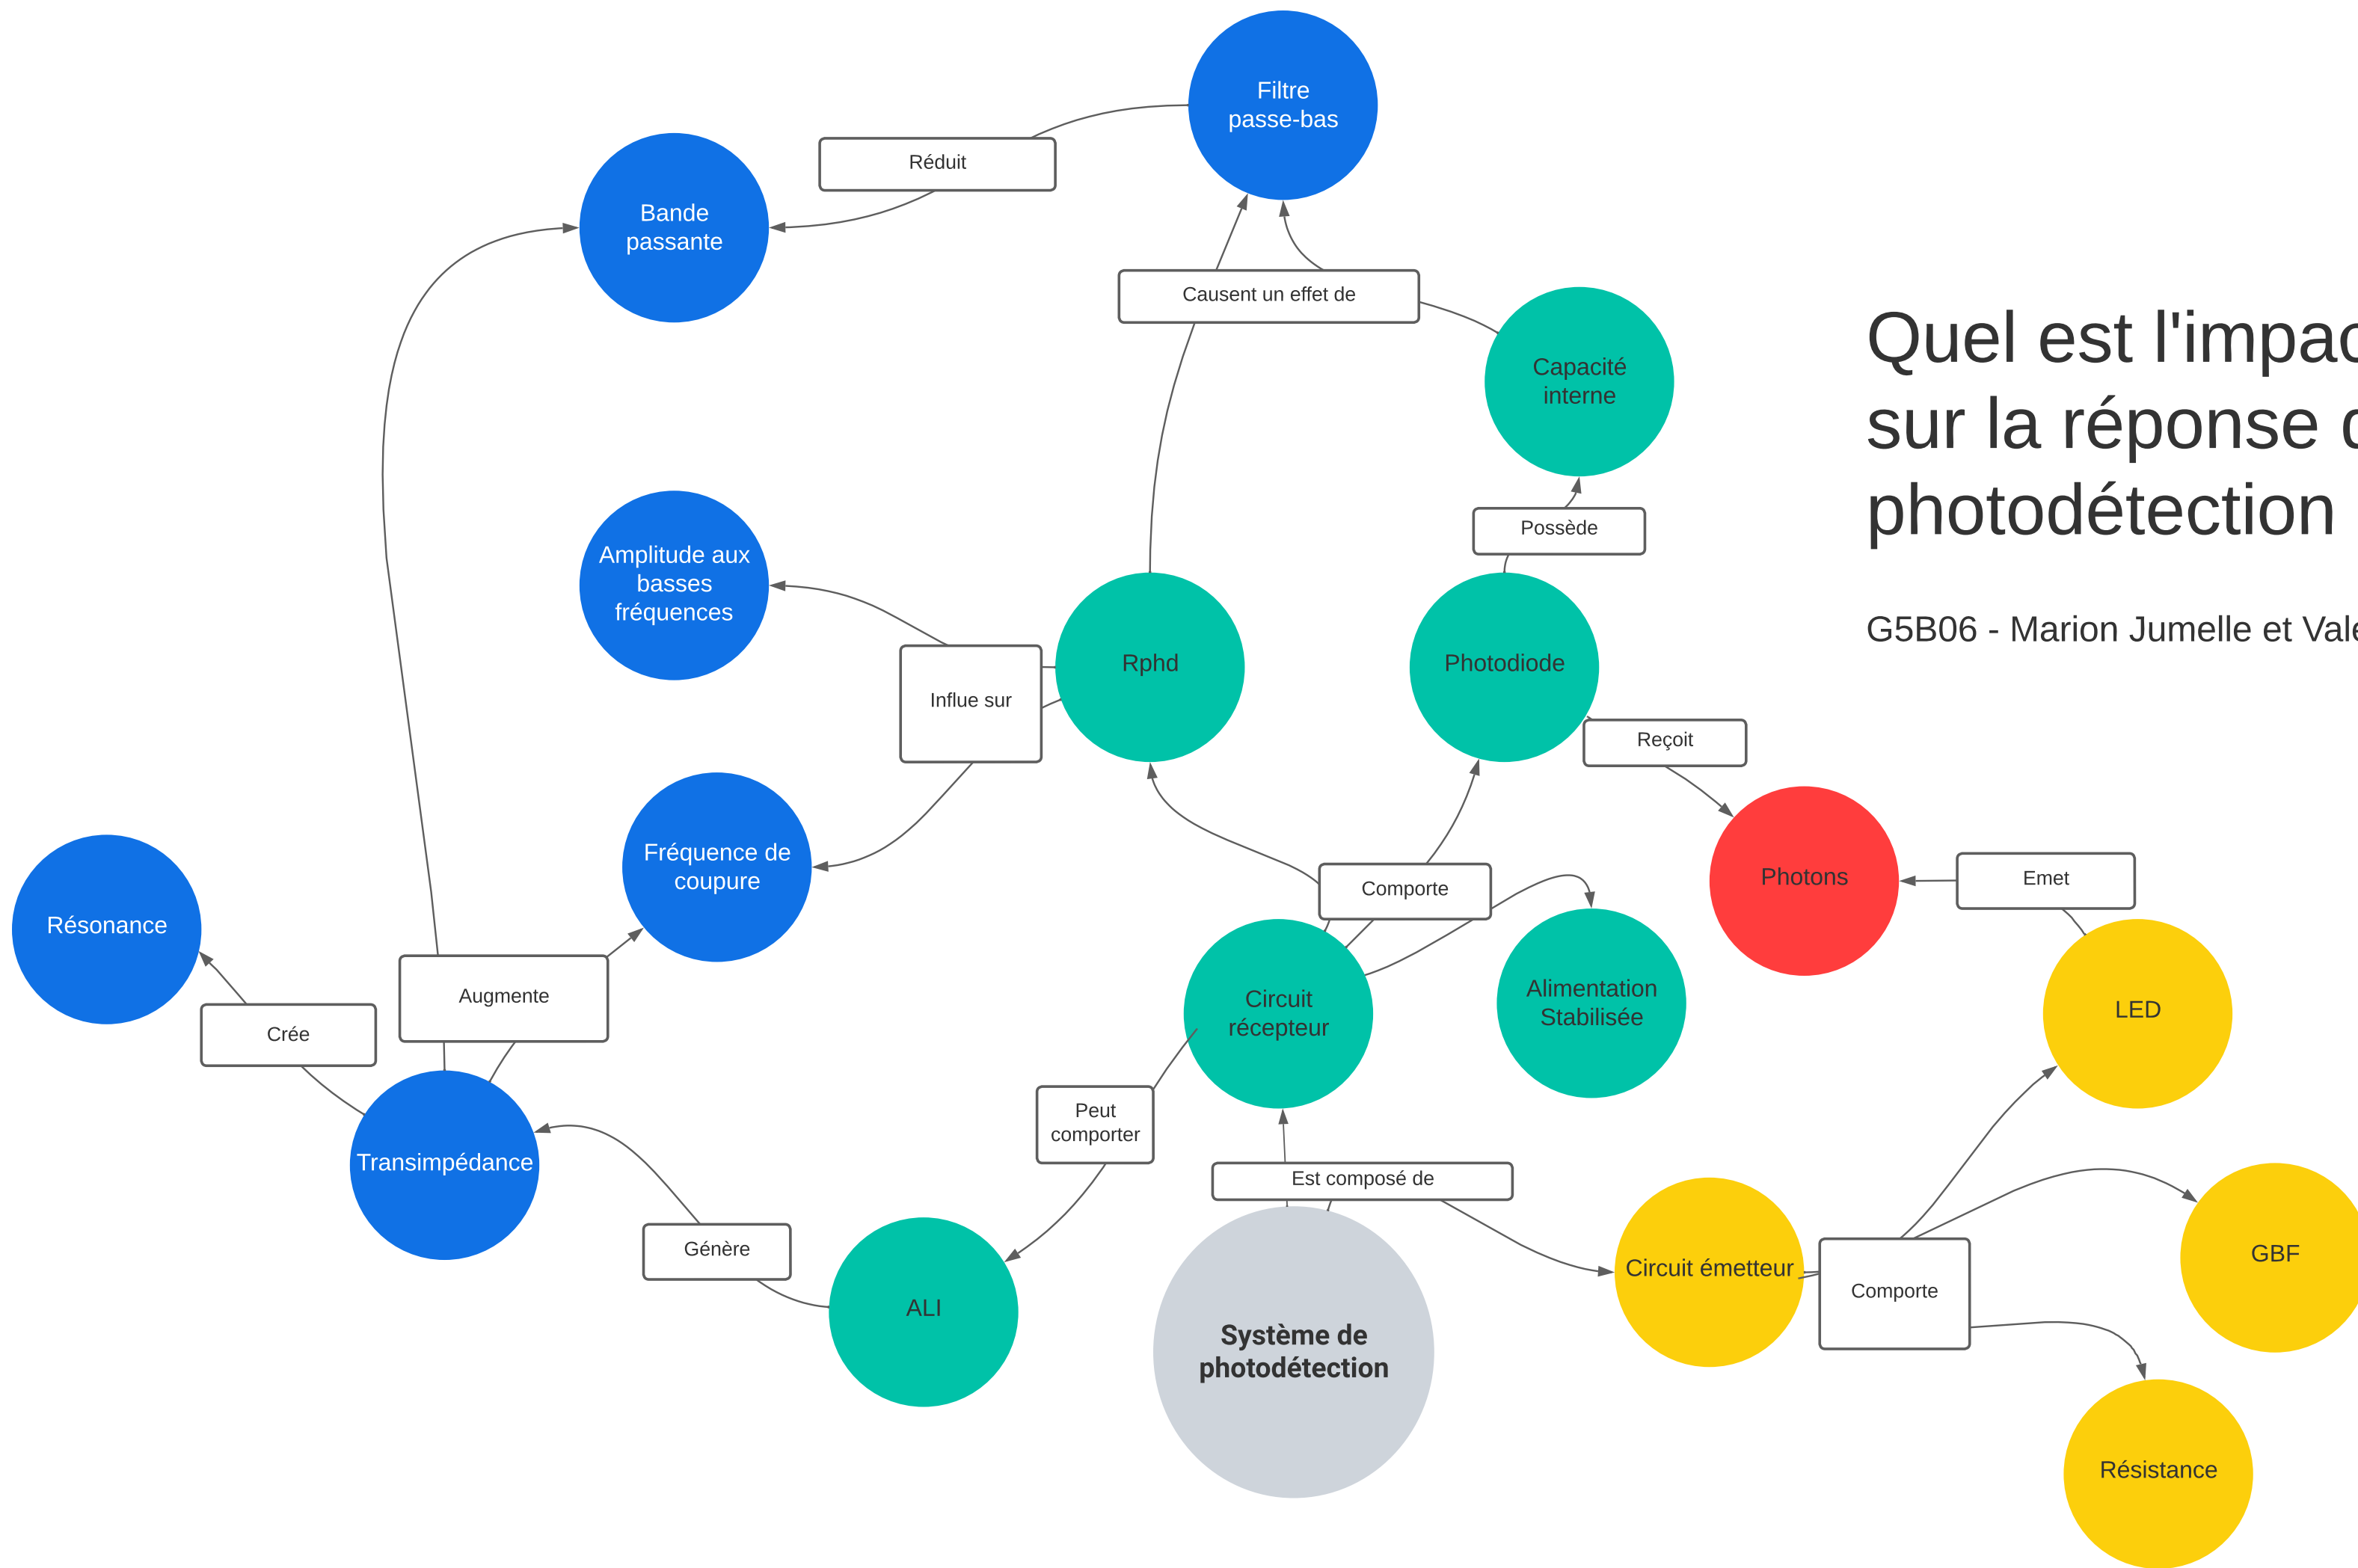 Filtre
passe-bas
Réduit
Bande
passante
Causent un effet de
Capacité
interne
Quel est l'impac
sur la réponse d
photodétection
Possède
Amplitude aux
basses
fréquences
G5B06 - Marion Jumelle et Vale
Rphd
Photodiode
Influe sur
Reçoit
Fréquence de
coupure
Photons
Emet
Comporte
Résonance
Augmente
Alimentation
Stabilisée
Circuit
récepteur
LED
Crée
Peut
comporter
Transimpédance
Est composé de
Génère
GBF
Circuit émetteur
Comporte
ALI
Système de
photodétection
Résistance